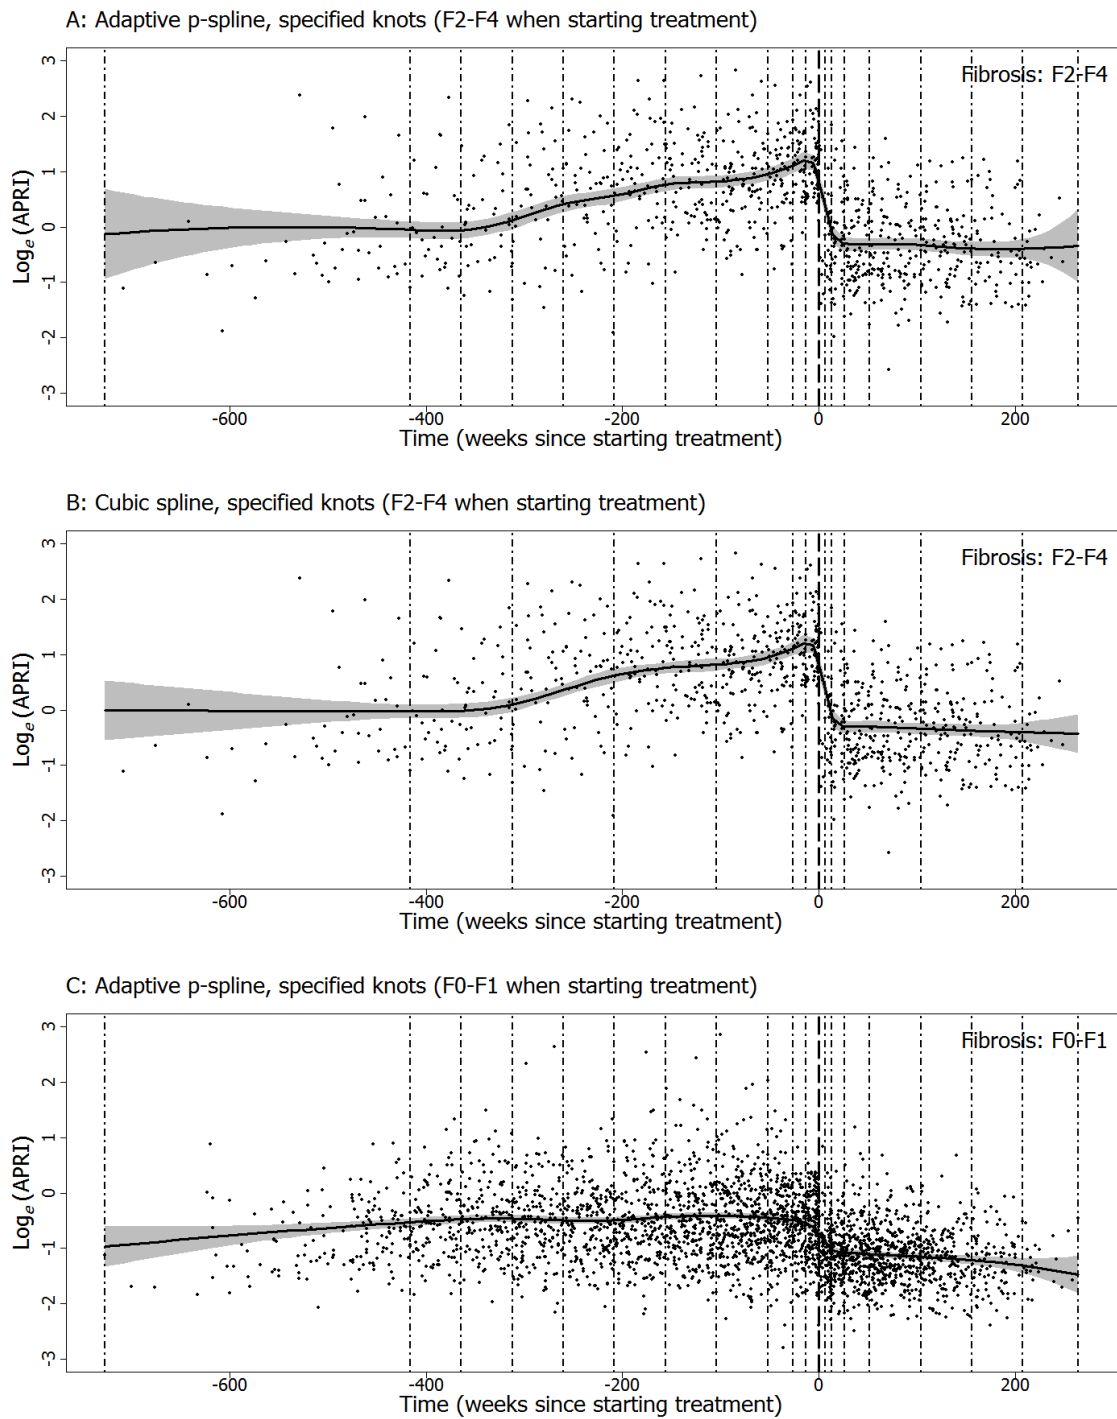 A: Adaptive p-spline, specified knots (F2-F4 when starting treatment)
Fibrosis: F2-F4
Logₑ (APRI)
3
2
1
0
-1
-2
-3
-600 -400 -200 0 200
Time (weeks since starting treatment)
B: Cubic spline, specified knots (F2-F4 when starting treatment)
Fibrosis: F2-F4
Logₑ (APRI)
3
2
1
0
-1
-2
-3
-600 -400 -200 0 200
Time (weeks since starting treatment)
C: Adaptive p-spline, specified knots (F0-F1 when starting treatment)
Fibrosis: F0-F1
Logₑ (APRI)
3
2
1
0
-1
-2
-3
-600 -400 -200 0 200
Time (weeks since starting treatment)